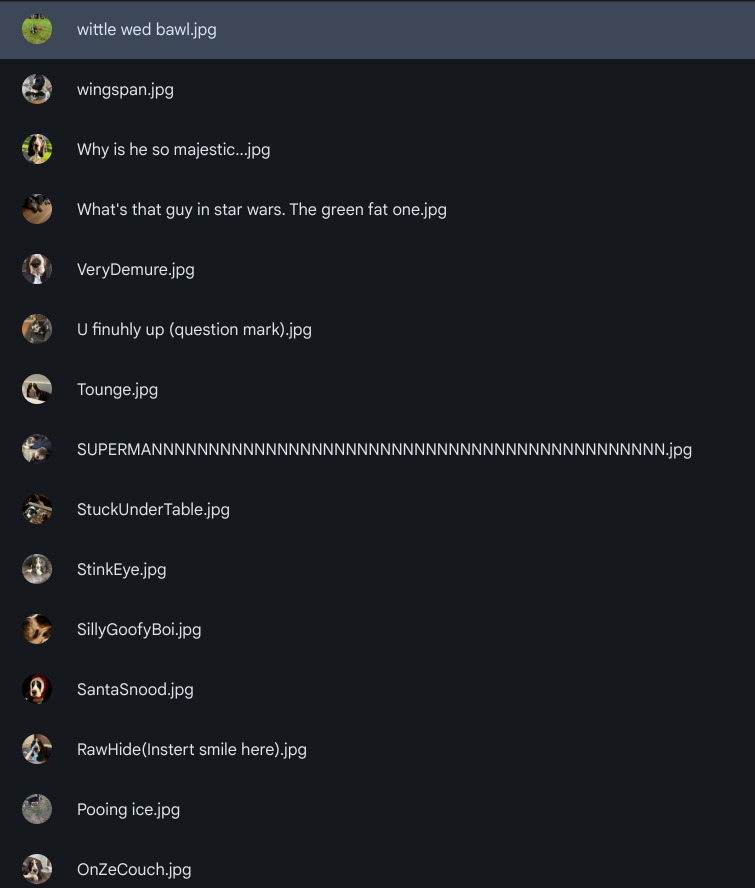 wittle wed bawl.jpg
wingspan.jpg
Why is he so majestic...jpg
What's that guy in star wars. The green fat one.jpg
VeryDemure.jpg
U finuhly up (question mark).jpg
Tounge.jpg
SUPERMANNNNNNNNNNNNNNNNNNNNNNNNNNNNNNNNNNNNNNNNNNNNN.jpg
StuckUnderTable.jpg
StinkEye.jpg
SillyGoofyBoi.jpg
SantaSnood.jpg
RawHide(Instert smile here).jpg
Pooing ice.jpg
OnZeCouch.jpg